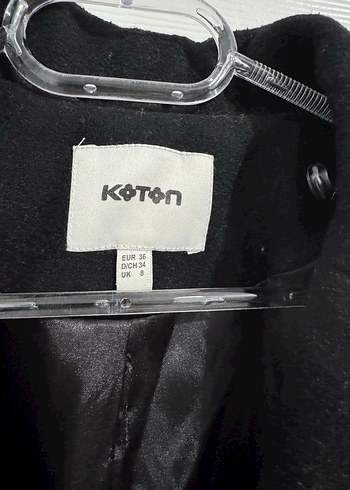 KOTON
EUR 36
D/CH 34
UK 8